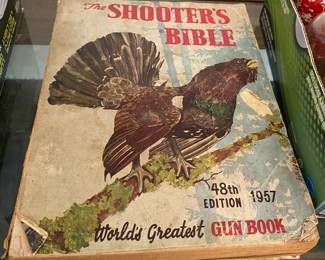 The SHOOTER'S
BIBLE
48th
EDITION 1957
World's Greatest GUN BOOK